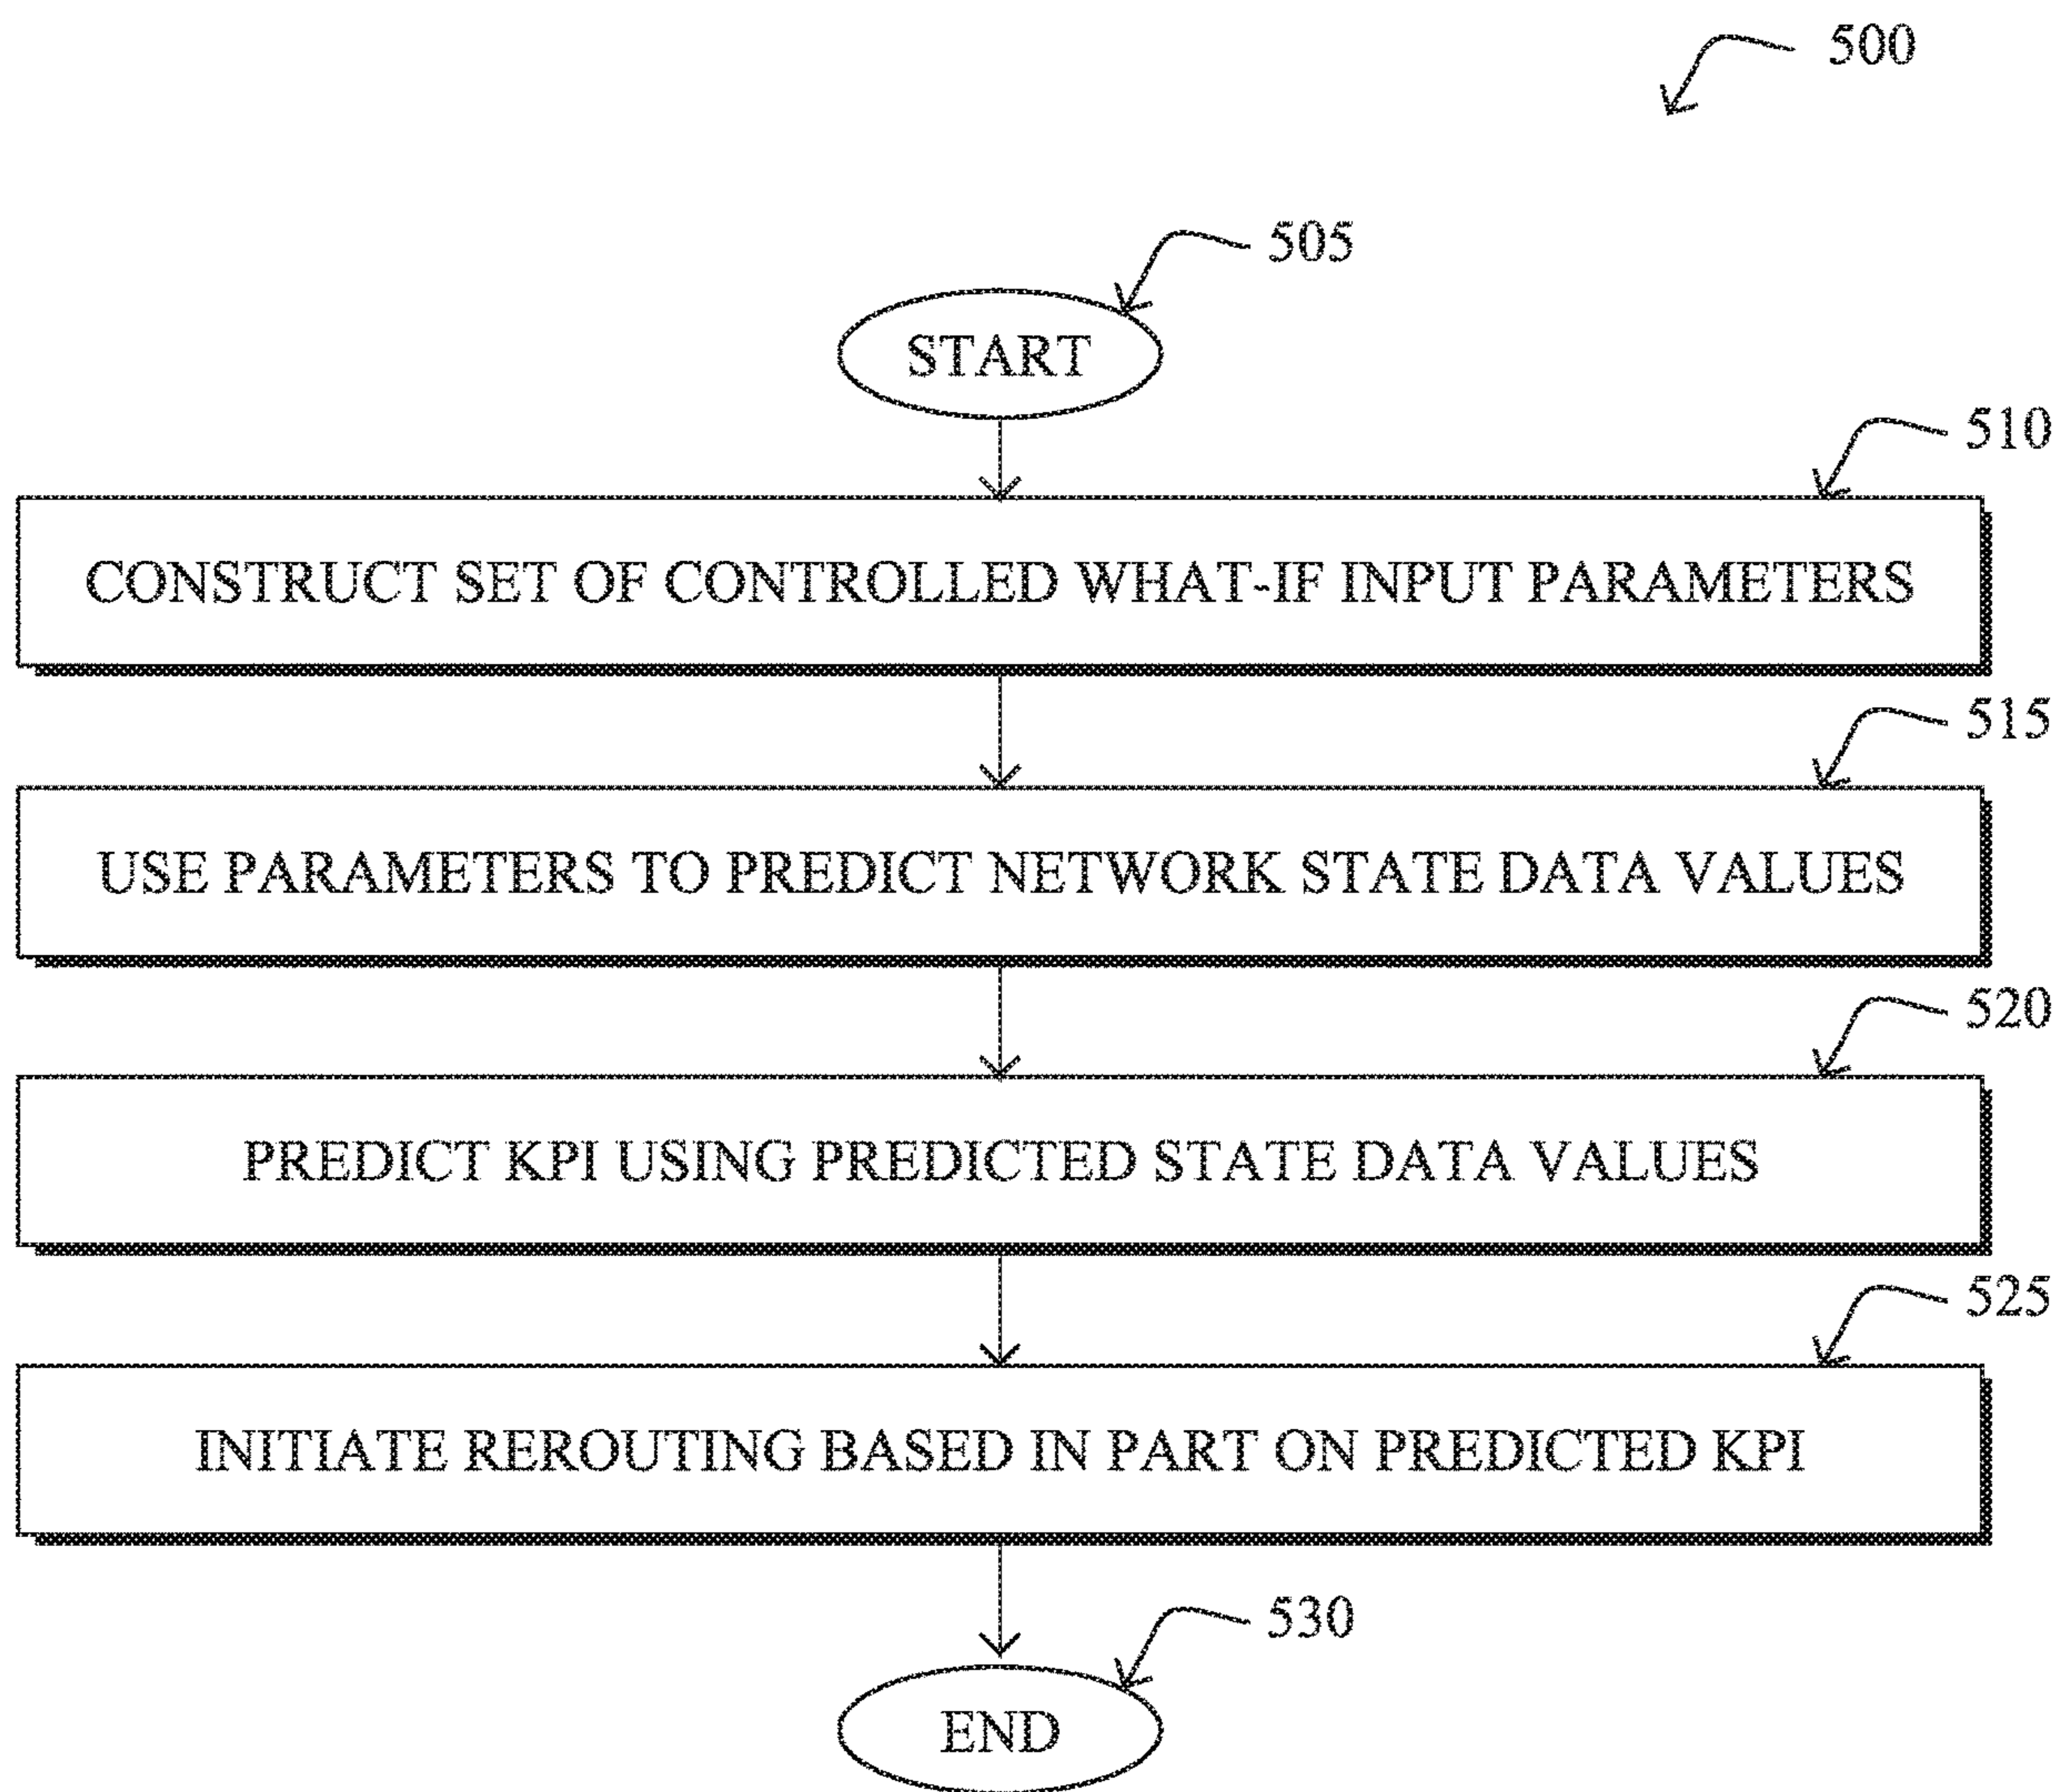 500
505
START
510
CONSTRUCT SET OF CONTROLLED WHAT-IF INPUT PARAMETERS
515
USE PARAMETERS TO PREDICT NETWORK STATE DATA VALUES
520
PREDICT KPI USING PREDICTED STATE DATA VALUES
525
INITIATE REROUTING BASED IN PART ON PREDICTED KPI
530
END